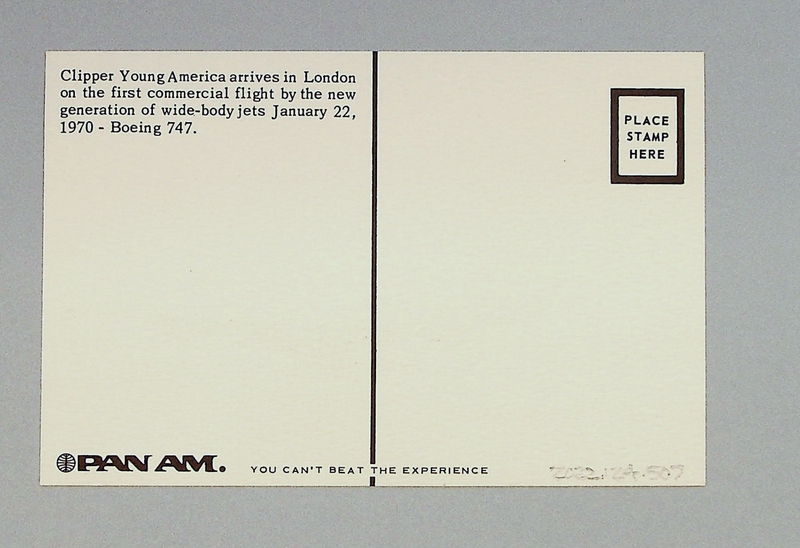 Clipper Young America arrives in London
on the first commercial flight by the new
generation of wide-body jets January 22,
1970 - Boeing 747.
PLACE
STAMP
HERE
PAN AM.
YOU CAN'T BEAT THE EXPERIENCE